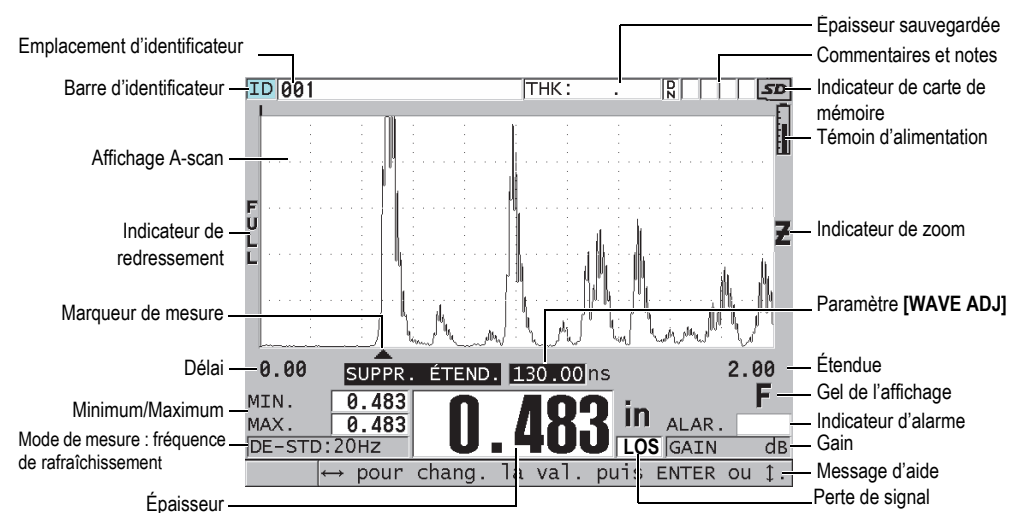 Épaisseur sauvegardée
Emplacement d'identificateur
Commentaires et notes
Barre d'identificateur
ID 001 THK: . DN SD
Indicateur de carte de mémoire
Témoin d'alimentation
Affichage A-scan
FULL
Indicateur de redressement
Z
Indicateur de zoom
Marqueur de mesure
Paramètre [WAVE ADJ]
Délai
0.00 SUPPR. ÉTEND. 130.00 ns 2.00
Étendue
F
Gel de l'affichage
Minimum/Maximum
MIN. 0.483
MAX. 0.483
0.483 in
ALAR.
Indicateur d'alarme
Mode de mesure : fréquence de rafraîchissement
DE-STD:20Hz
LOS GAIN dB
Gain
↔ pour chang. la val. puis ENTER ou ↕.
Message d'aide
Perte de signal
Épaisseur